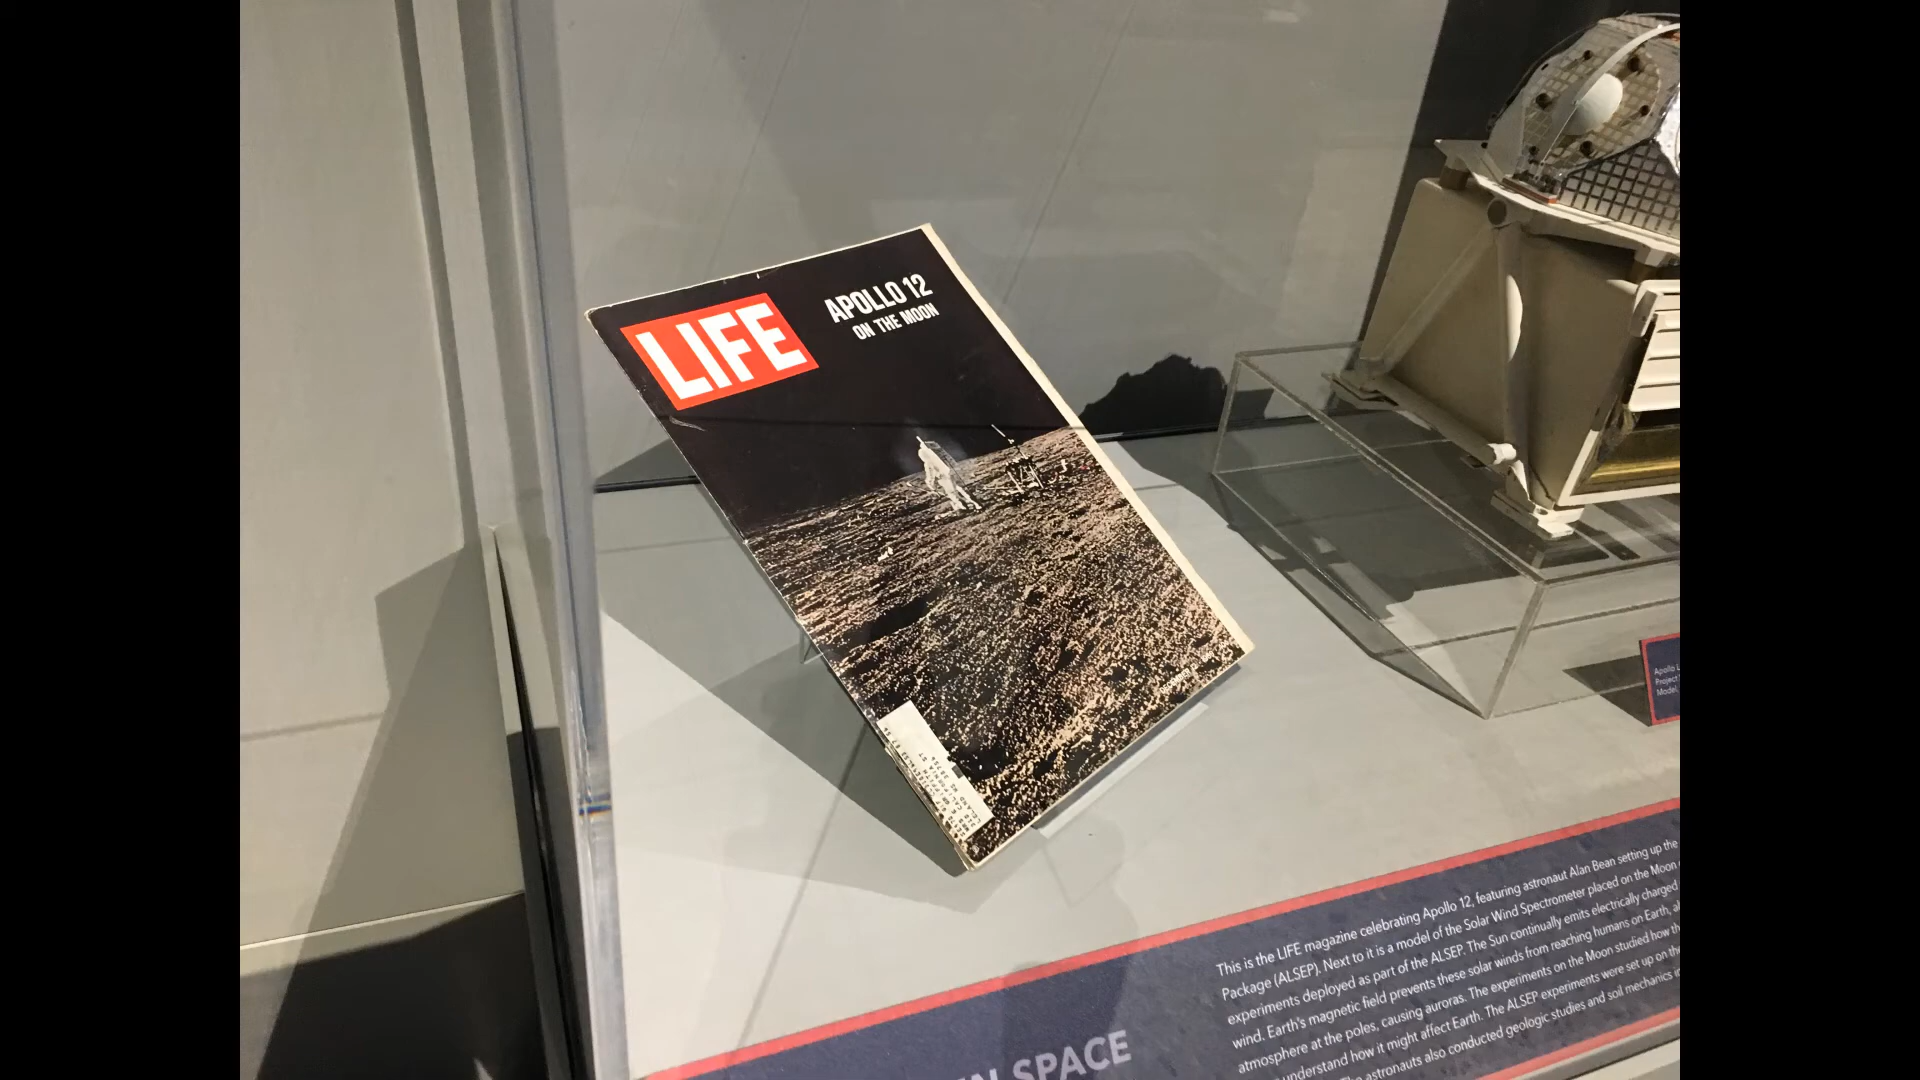 LIFE
APOLLO 12
ON THE MOON
Apollo
Project
Model
This is the LIFE magazine celebrating Apollo 12, featuring astronaut Alan Bean setting up the
Package (ALSEP). Next to it is a model of the Solar Wind Spectrometer placed on the Moon
experiments deployed as part of the ALSEP. The Sun continually emits electrically charged
wind. Earth's magnetic field prevents these solar winds from reaching humans on Earth,
atmosphere at the poles, causing auroras. The experiments on the Moon studied how
understand how it might affect Earth. The ALSEP experiments were set up on the
astronauts also conducted geologic studies and soil mechanics
SPACE